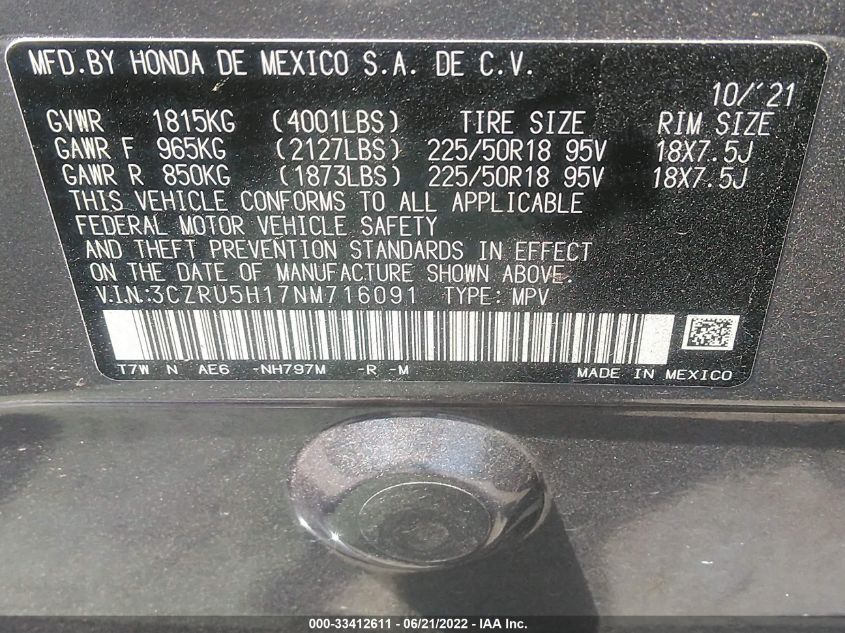 MFD.BY HONDA DE MEXICO S.A. DE C.V.
10/'21
GVWR 1815KG (4001LBS) TIRE SIZE RIM SIZE
GAWR F 965KG (2127LBS) 225/50R18 95V 18X7.5J
GAWR R 850KG (1873LBS) 225/50R18 95V 18X7.5J
THIS VEHICLE CONFORMS TO ALL APPLICABLE
FEDERAL MOTOR VEHICLE SAFETY
AND THEFT PREVENTION STANDARDS IN EFFECT
ON THE DATE OF MANUFACTURE SHOWN ABOVE.
V.I.N:3CZRU5H17NM716091 TYPE: MPV
T7W N AE6 -NH797M -R -M MADE IN MEXICO
000-33412611 - 06/21/2022 - IAA Inc.